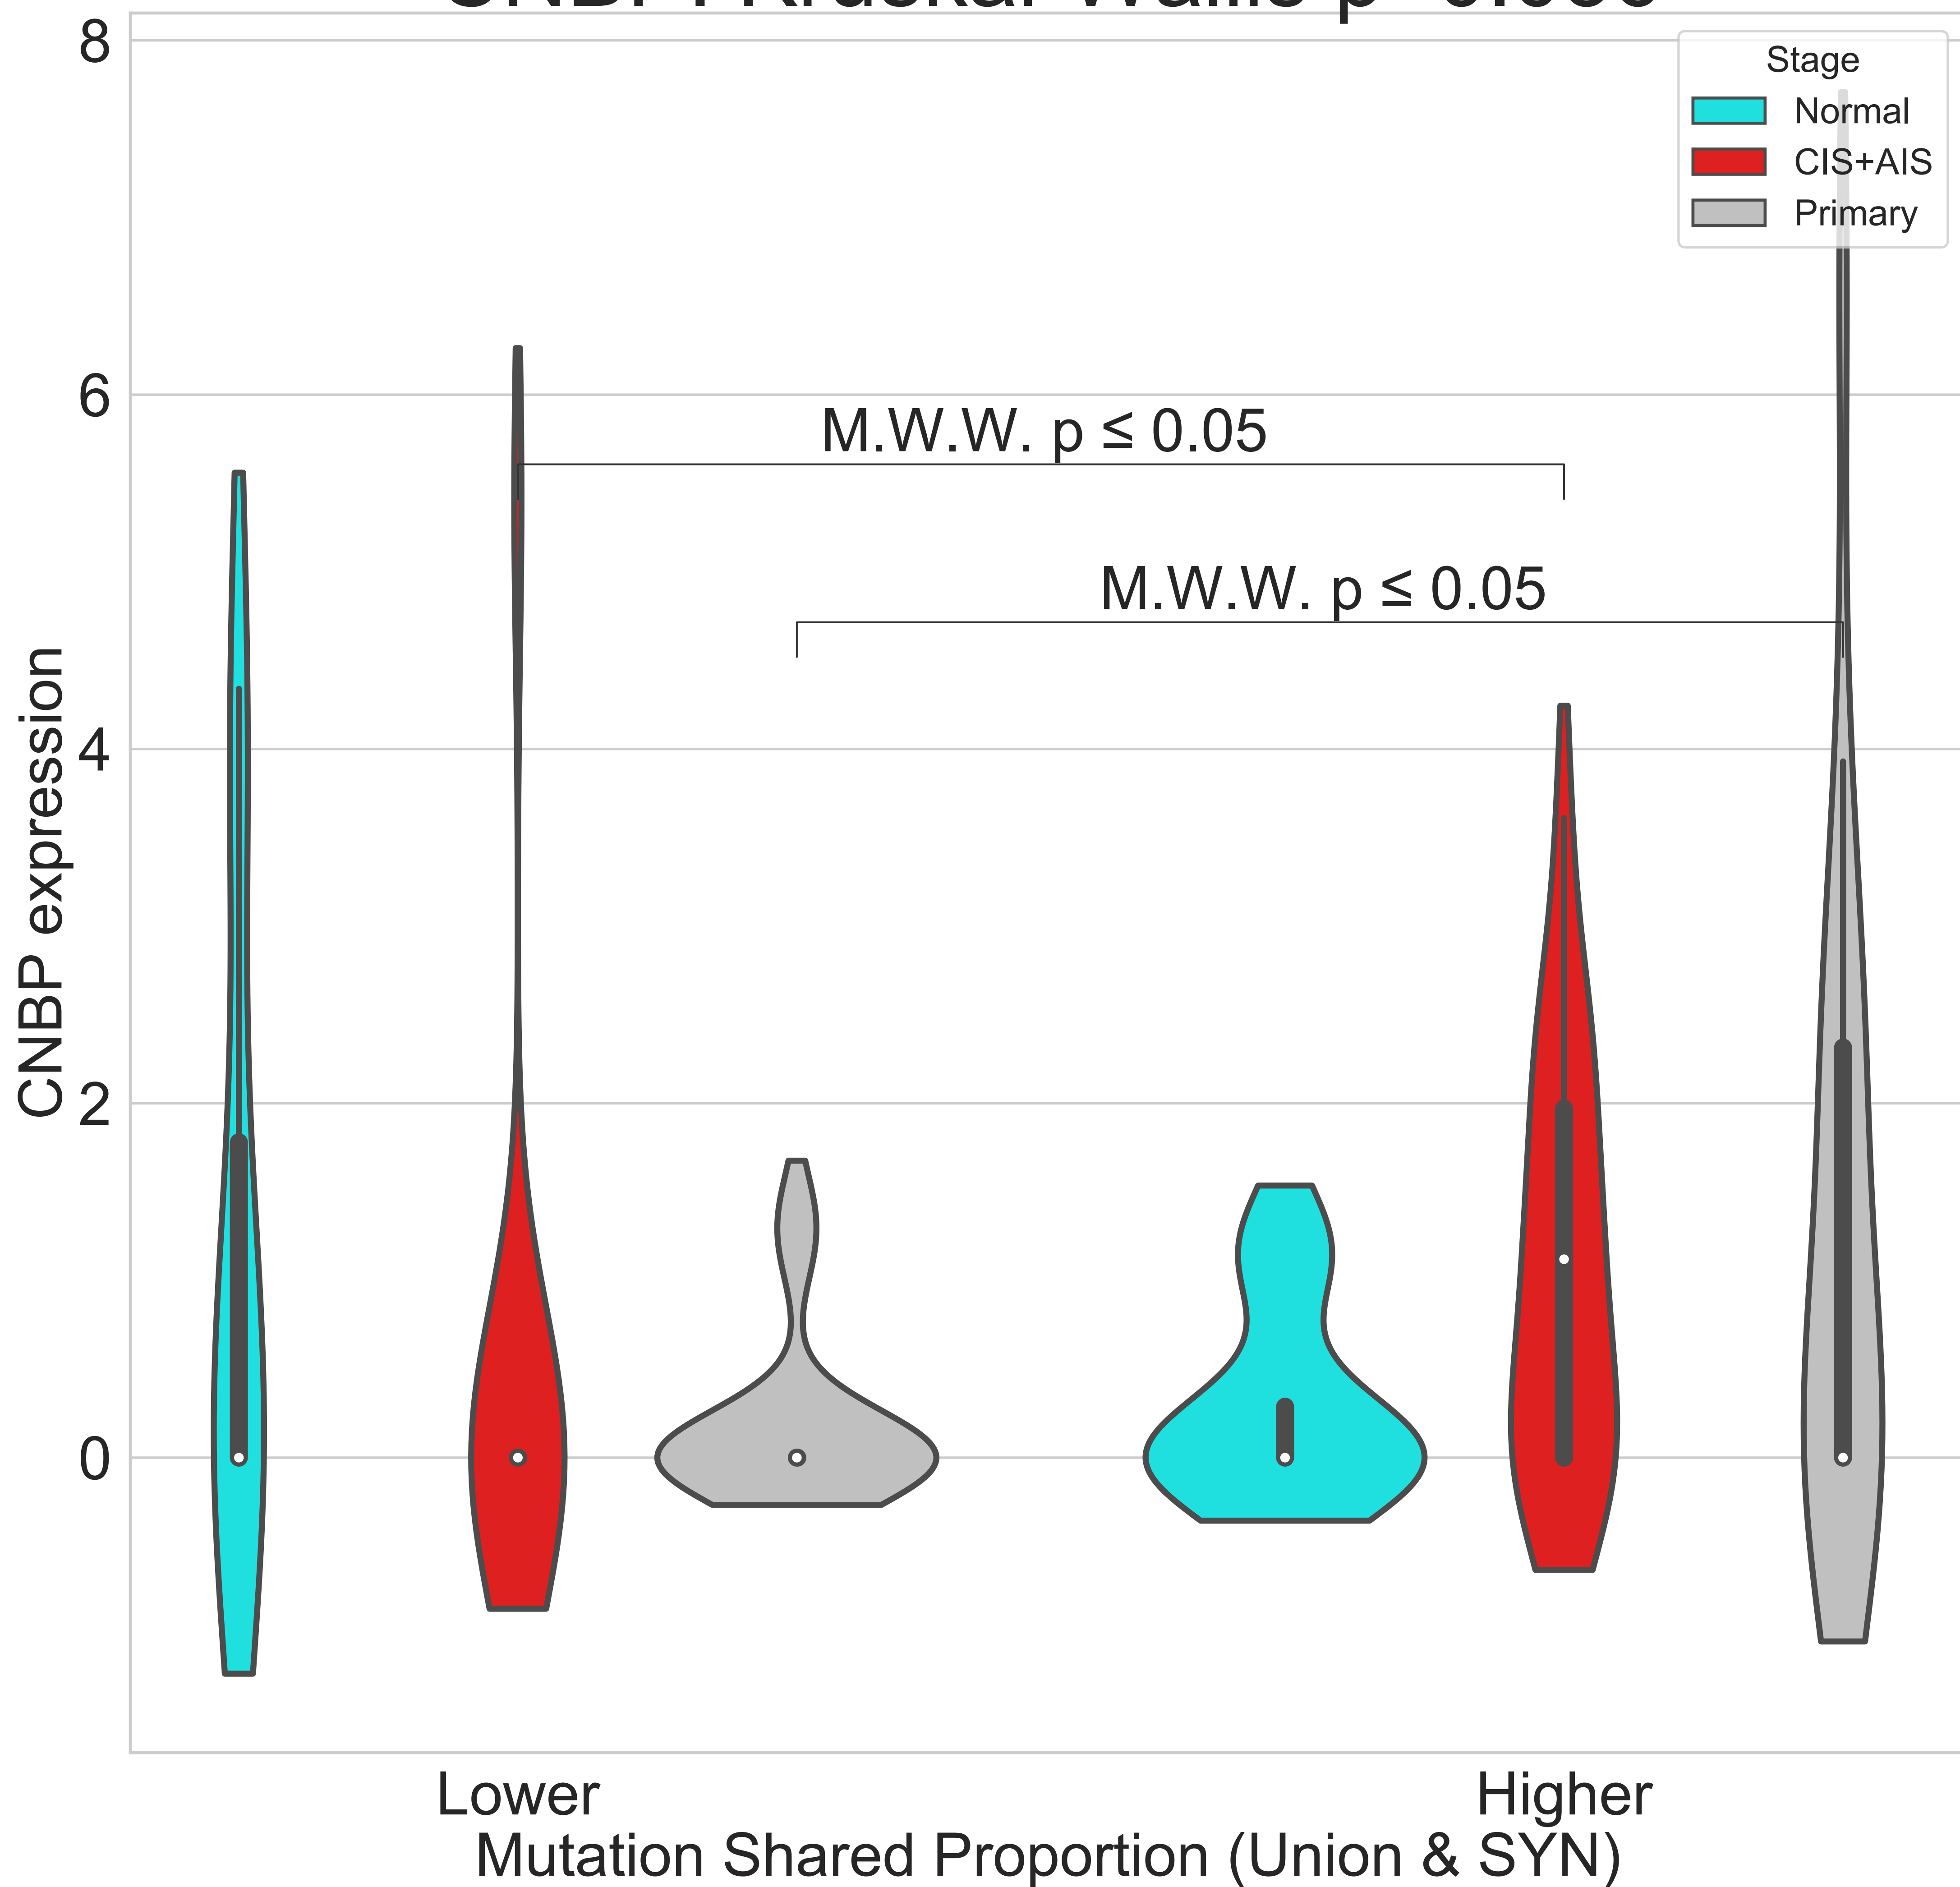 8
6
4
2
0
CNBP expression
Stage
Normal
CIS+AIS
Primary
M.W.W. p ≤ 0.05
M.W.W. p ≤ 0.05
Lower
Higher
Mutation Shared Proportion (Union & SYN)